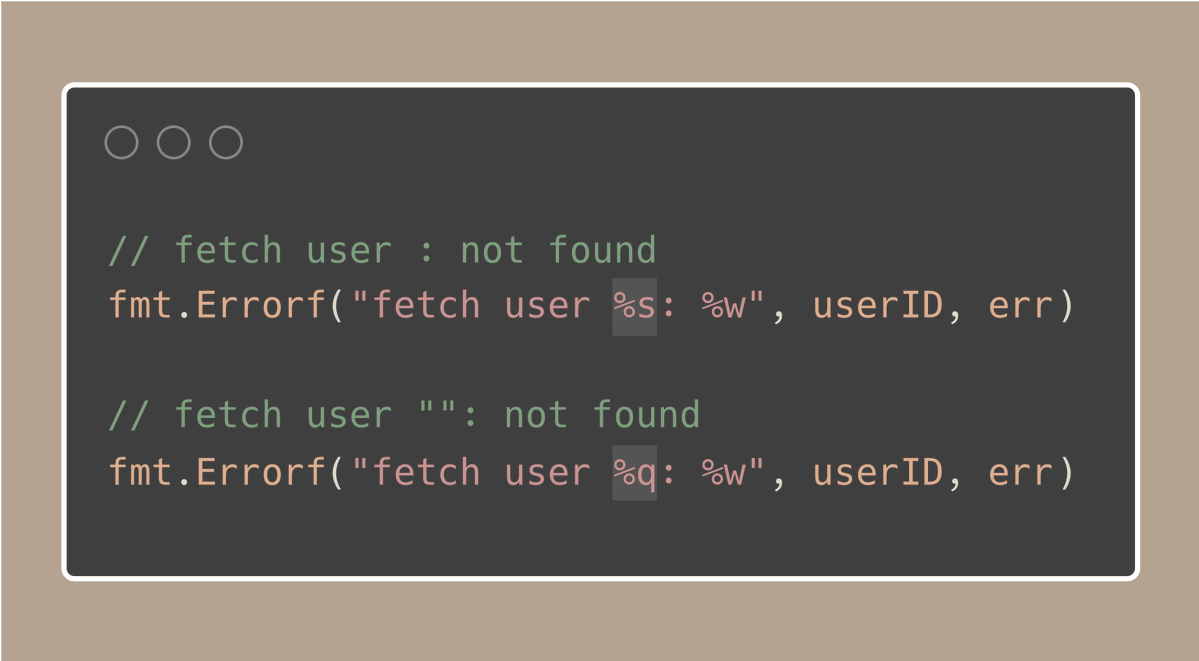 // fetch user : not found
fmt.Errorf("fetch user %s: %w", userID, err)
// fetch user "": not found
fmt.Errorf("fetch user %q: %w", userID, err)